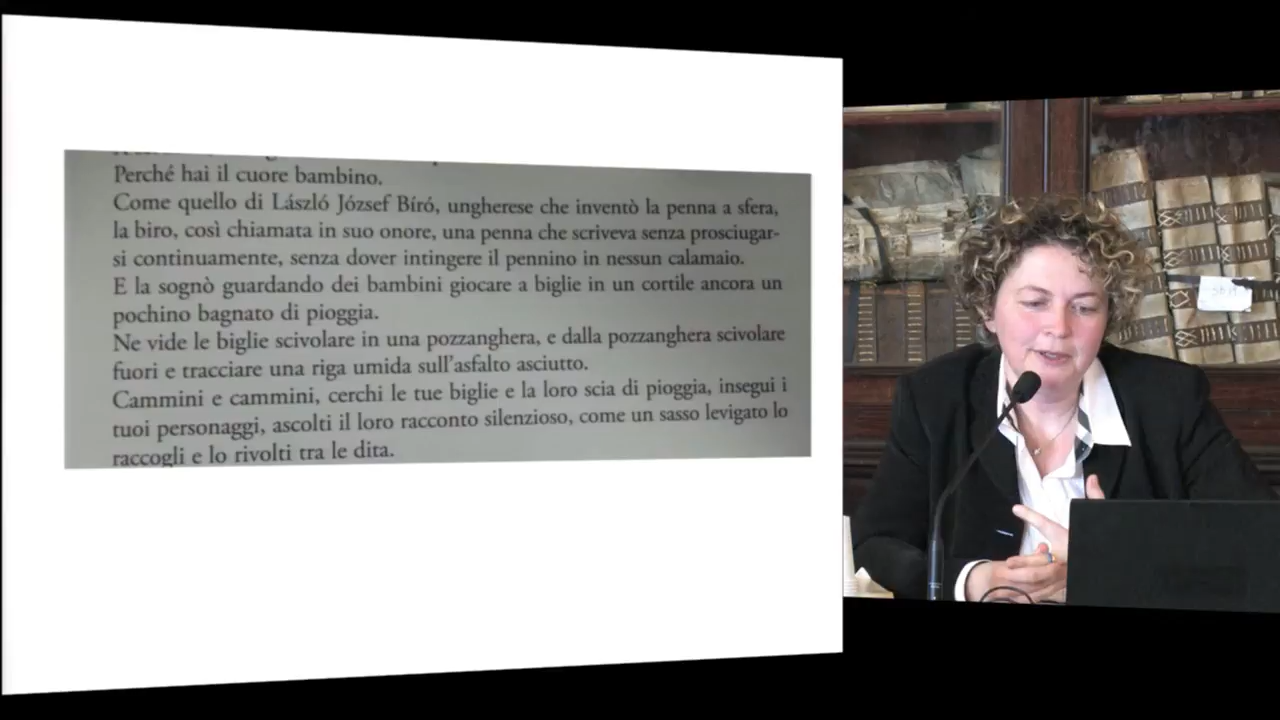 Perché hai il cuore bambino.
Come quello di László József Bíró, ungherese che inventò la penna a sfera,
la biro, così chiamata in suo onore, una penna che scriveva senza prosciugar-
si continuamente, senza dover intingere il pennino in nessun calamaio.
E la sognò guardando dei bambini giocare a biglie in un cortile ancora un
pochino bagnato di pioggia.
Ne vide le biglie scivolare in una pozzanghera, e dalla pozzanghera scivolare
fuori e tracciare una riga umida sull'asfalto asciutto.
Cammini e cammini, cerchi le tue biglie e la loro scia di pioggia, insegui i
tuoi personaggi, ascolti il loro racconto silenzioso, come un sasso levigato lo
raccogli e lo rivolti tra le dita.